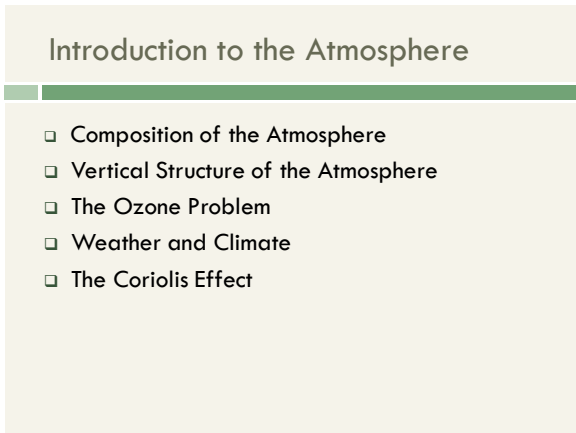 Introduction to the Atmosphere
Composition of the Atmosphere
Vertical Structure of the Atmosphere
The Ozone Problem
Weather and Climate
The Coriolis Effect